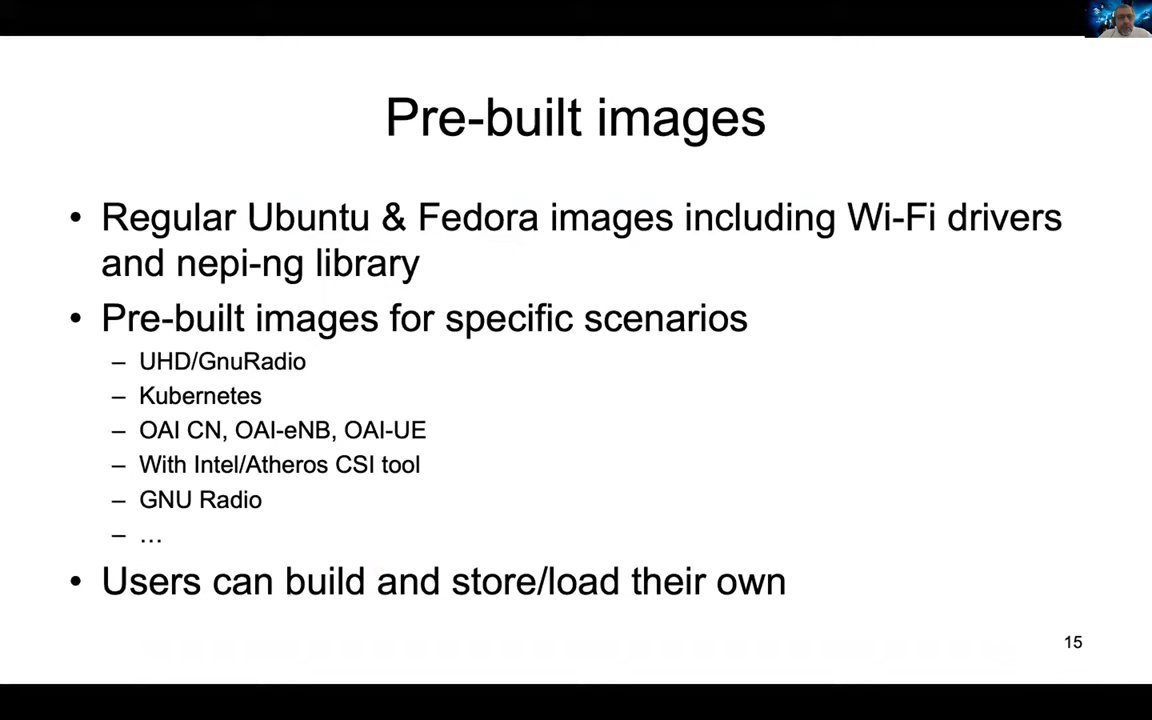 Pre-built images
• Regular Ubuntu & Fedora images including Wi-Fi drivers
and nepi-ng library
• Pre-built images for specific scenarios
– UHD/GnuRadio
– Kubernetes
– OAI CN, OAI-eNB, OAI-UE
– With Intel/Atheros CSI tool
– GNU Radio
– ...
• Users can build and store/load their own
15